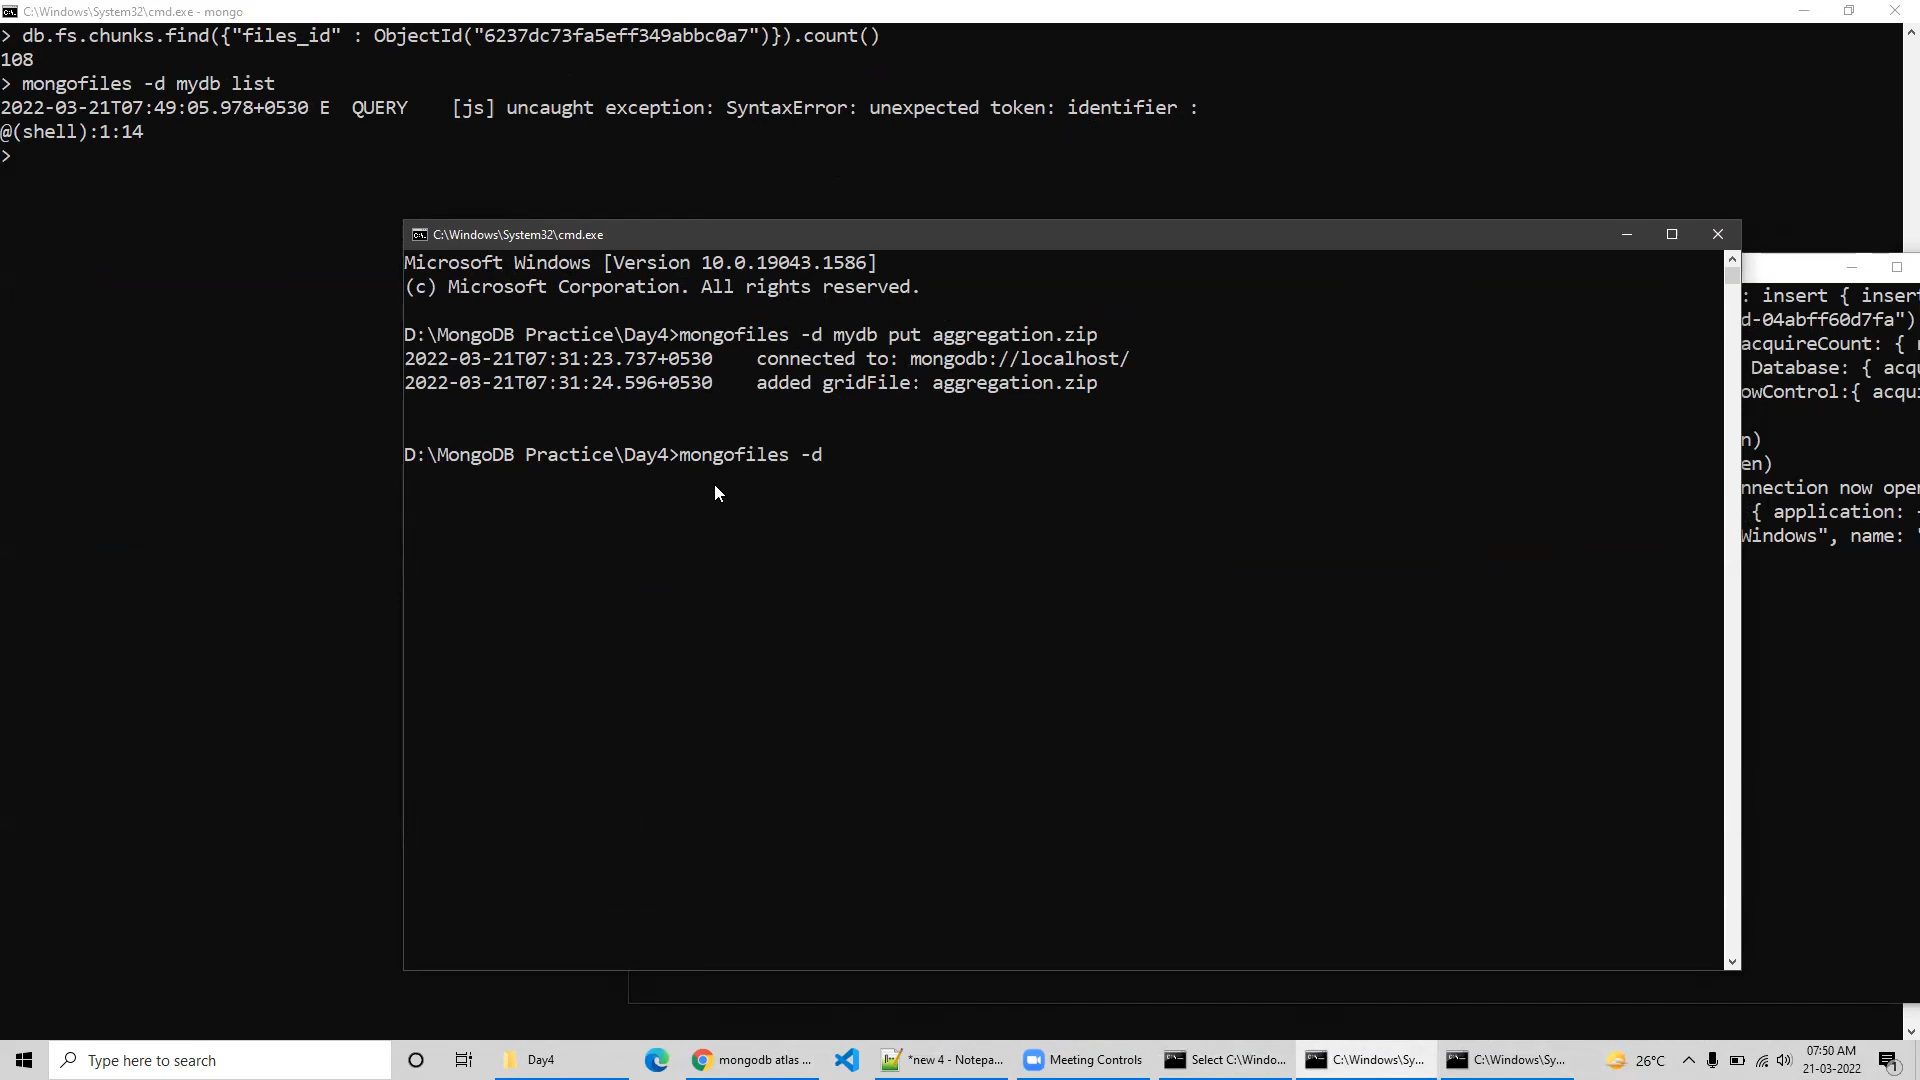 C:\Windows\System32\cmd.exe - mongo
> db.fs.chunks.find({"files_id" : ObjectId("6237dc73fa5eff349abbc0a7")}).count()
108
> mongofiles -d mydb list
2022-03-21T07:49:05.978+0530 E  QUERY    [js] uncaught exception: SyntaxError: unexpected token: identifier :
@(shell):1:14
>
C:\Windows\System32\cmd.exe
Microsoft Windows [Version 10.0.19043.1586]
(c) Microsoft Corporation. All rights reserved.
D:\MongoDB Practice\Day4>mongofiles -d mydb put aggregation.zip
2022-03-21T07:31:23.737+0530    connected to: mongodb://localhost/
2022-03-21T07:31:24.596+0530    added gridFile: aggregation.zip
D:\MongoDB Practice\Day4>mongofiles -d
: insert { inser
d-04abff60d7fa")
acquireCount: {
Database: { acq
owControl:{ acqu
n)
en)
nnection now ope
{ application:
Windows", name:
Type here to search
Day4
mongodb atlas ...
*new 4 - Notepa...
Meeting Controls
Select C:\Windo...
C:\Windows\Sy...
C:\Windows\Sy...
26°C
07:50 AM
21-03-2022
1